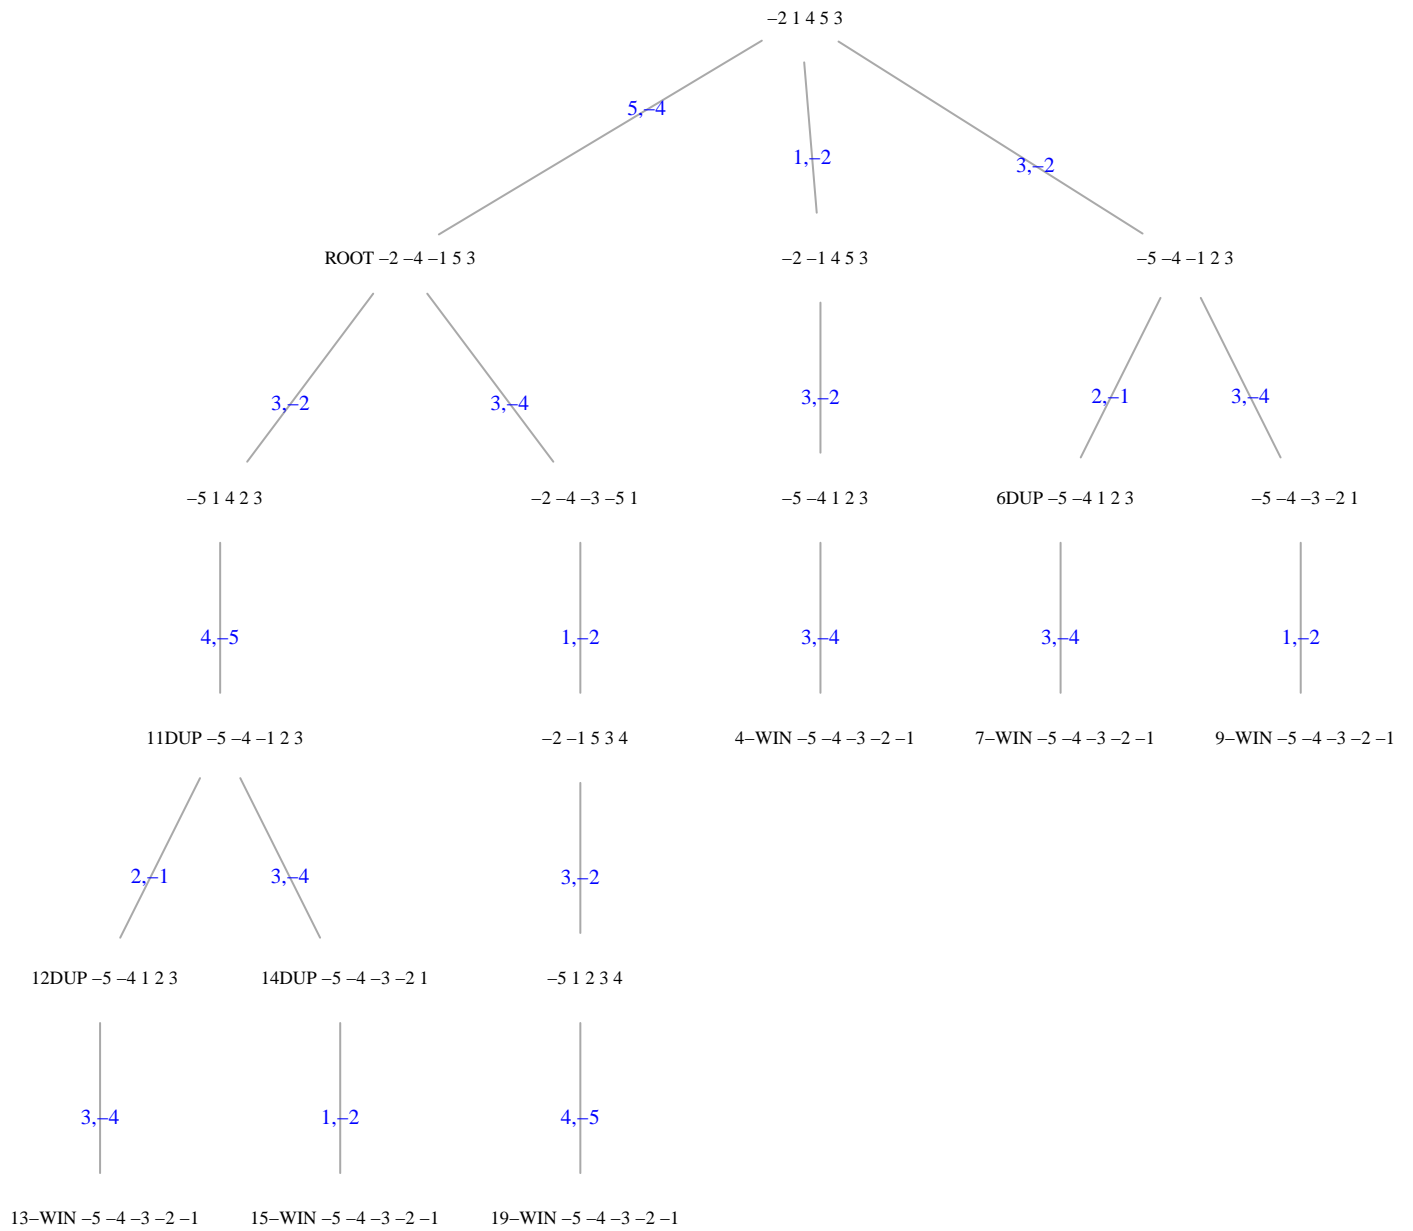 –2 1 4 5 3
5,–4
1,–2
3,–2
ROOT –2 –4 –1 5 3
–2 –1 4 5 3
–5 –4 –1 2 3
3,–2
3,–4
3,–2
2,–1
3,–4
–5 1 4 2 3
–2 –4 –3 –5 1
–5 –4 1 2 3
6DUP –5 –4 1 2 3
–5 –4 –3 –2 1
4,–5
1,–2
3,–4
3,–4
1,–2
11DUP –5 –4 –1 2 3
–2 –1 5 3 4
4–WIN –5 –4 –3 –2 –1
7–WIN –5 –4 –3 –2 –1
9–WIN –5 –4 –3 –2 –1
2,–1
3,–4
3,–2
12DUP –5 –4 1 2 3
14DUP –5 –4 –3 –2 1
–5 1 2 3 4
3,–4
1,–2
4,–5
13–WIN –5 –4 –3 –2 –1
15–WIN –5 –4 –3 –2 –1
19–WIN –5 –4 –3 –2 –1